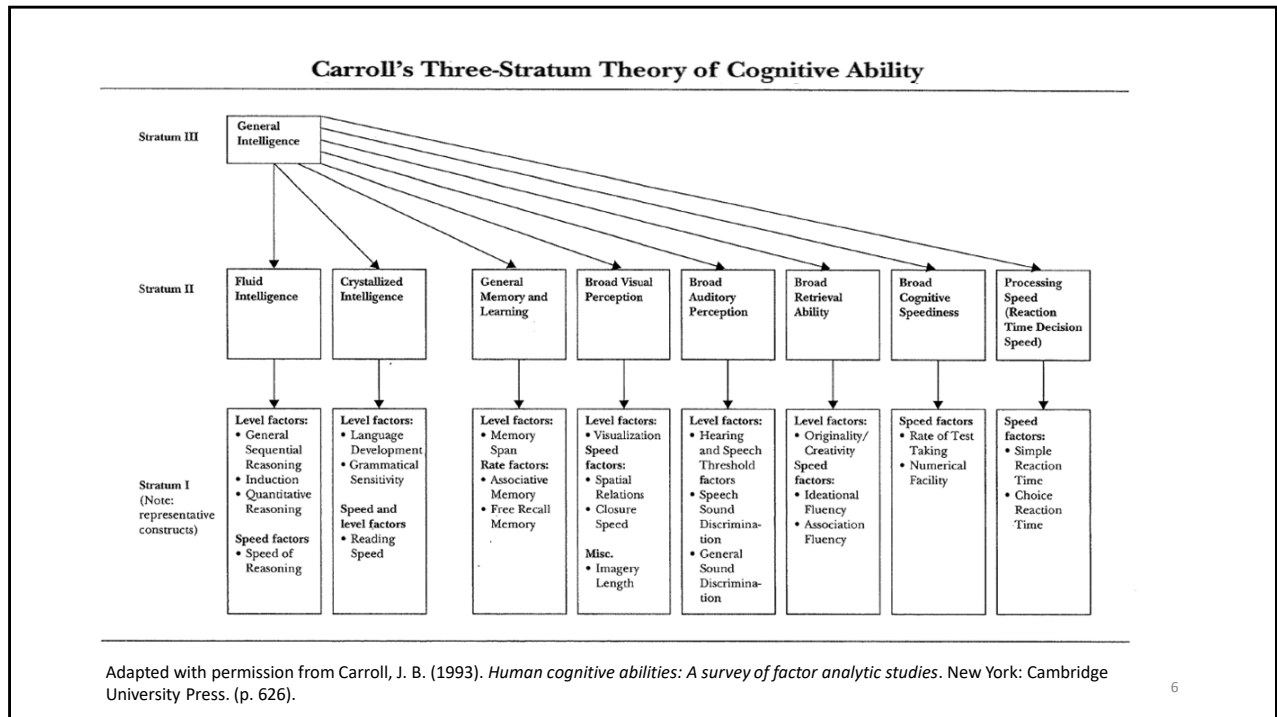 Carroll's Three-Stratum Theory of Cognitive Ability
Stratum III
General
Intelligence
Stratum II
Fluid
Intelligence
Crystallized
Intelligence
General
Memory and
Learning
Broad Visual
Perception
Broad
Auditory
Perception
Broad
Retrieval
Ability
Broad
Cognitive
Speediness
Processing
Speed
(Reaction
Time Decision
Speed)
Stratum I
(Note:
representative
constructs)
Level factors:
• General
Sequential
Reasoning
• Induction
• Quantitative
Reasoning
Speed factors
• Speed of
Reasoning
Level factors:
• Language
Development
• Grammatical
Sensitivity
Speed and
level factors
• Reading
Speed
Level factors:
• Memory
Span
Rate factors:
• Associative
Memory
• Free Recall
Memory
Level factors:
• Visualization
Speed
factors:
• Spatial
Relations
• Closure
Speed
Misc.
• Imagery
Length
Level factors:
• Hearing
and Speech
Threshold
factors
• Speech
Sound
Discrimina-
tion
• General
Sound
Discrimina-
tion
Level factors:
• Originality/
Creativity
Speed
factors:
• Ideational
Fluency
• Association
Fluency
Speed factors
• Rate of Test
Taking
• Numerical
Facility
Speed
factors:
• Simple
Reaction
Time
• Choice
Reaction
Time
Adapted with permission from Carroll, J. B. (1993). Human cognitive abilities: A survey of factor analytic studies. New York: Cambridge
University Press. (p. 626).
6